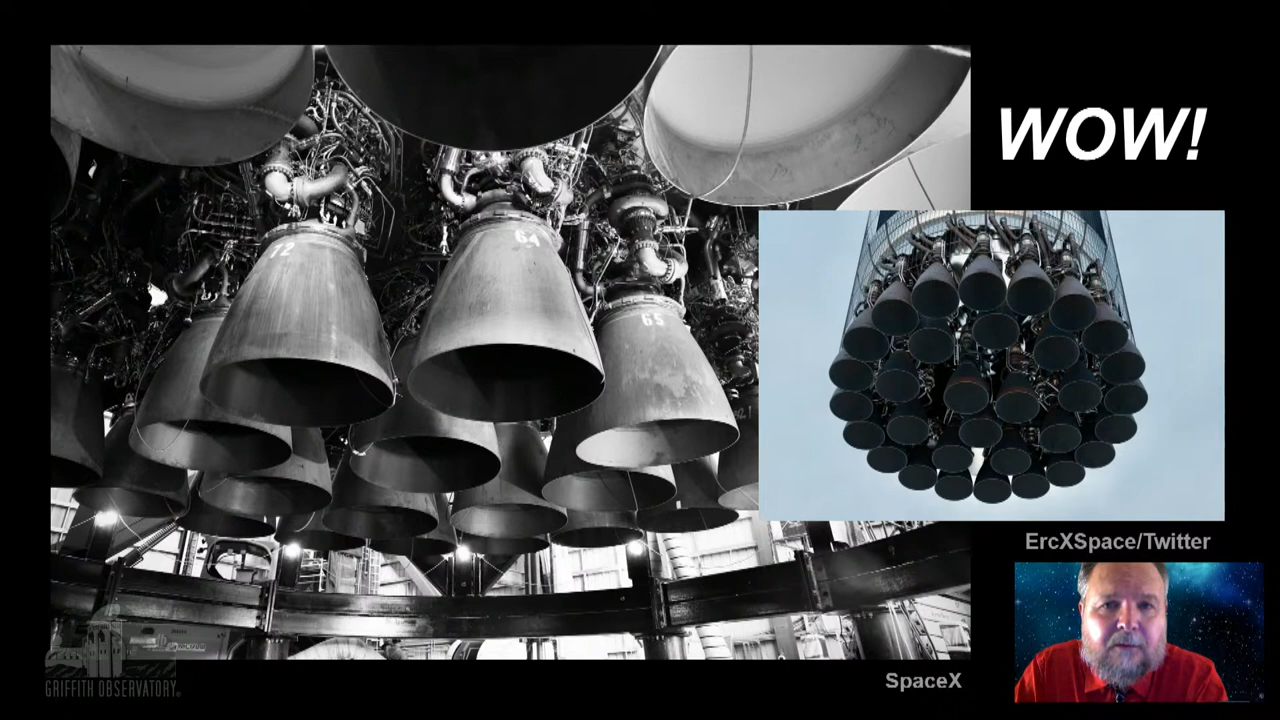 WOW!
72
64
65
ErcXSpace/Twitter
SpaceX
GRIFFITH OBSERVATORY